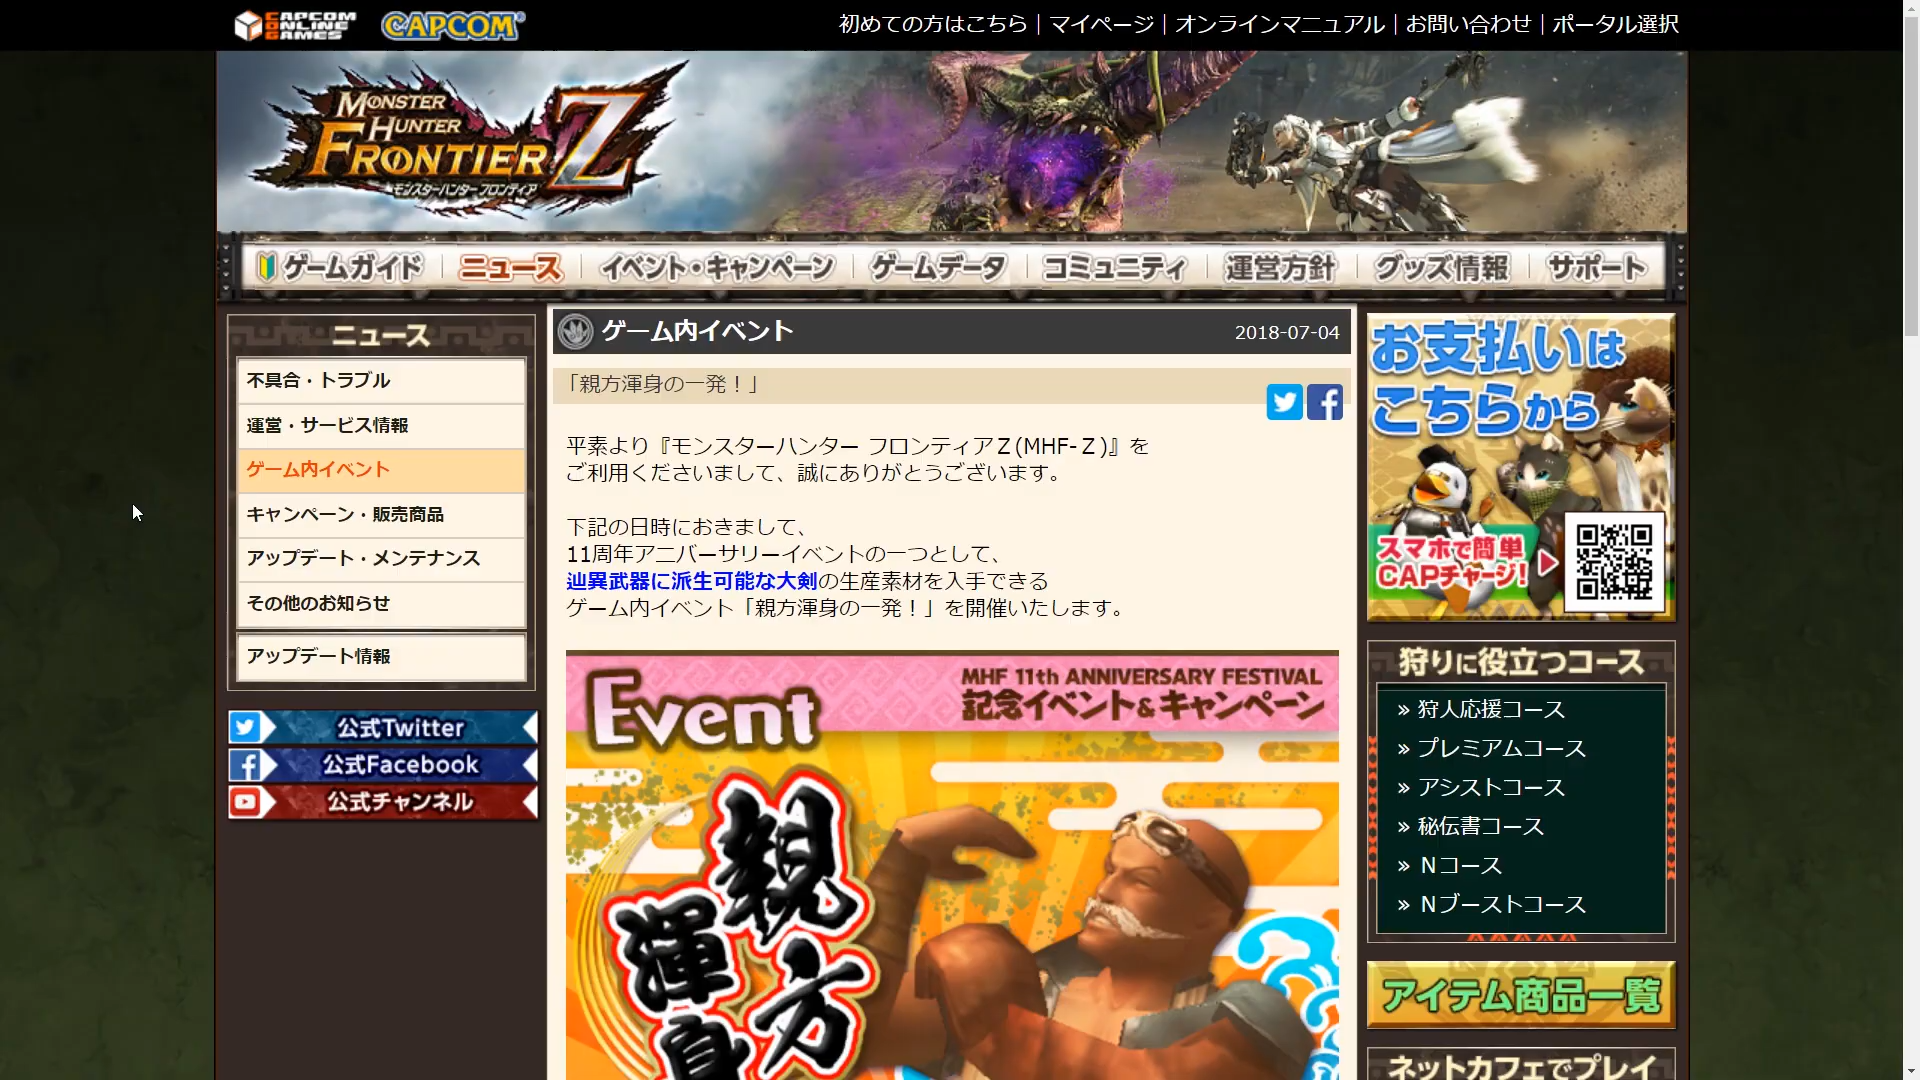 CAPCOM ONLINE GAMES
CAPCOM
初めての方はこちら｜マイページ｜オンラインマニュアル｜お問い合わせ｜ポータル選択
MONSTER HUNTER FRONTIER Z
モンスターハンター フロンティア
ゲームガイド
ニュース
イベント・キャンペーン
ゲームデータ
コミュニティ
運営方針
グッズ情報
サポート
ニュース
不具合・トラブル
運営・サービス情報
ゲーム内イベント
キャンペーン・販売商品
アップデート・メンテナンス
その他のお知らせ
アップデート情報
公式Twitter
公式Facebook
公式チャンネル
ゲーム内イベント
2018-07-04
「親方渾身の一発！」
平素より『モンスターハンター フロンティアＺ(MHF-Ｚ)』を
ご利用くださいまして、誠にありがとうございます。
下記の日時におきまして、
11周年アニバーサリーイベントの一つとして、
辿異武器に派生可能な大剣の生産素材を入手できる
ゲーム内イベント「親方渾身の一発！」を開催いたします。
Event
MHF 11th ANNIVERSARY FESTIVAL
記念イベント&キャンペーン
親方
渾身
お支払いは
こちらから
スマホで簡単
CAPチャージ!
狩りに役立つコース
» 狩人応援コース
» プレミアムコース
» アシストコース
» 秘伝書コース
» Ｎコース
» Ｎブーストコース
アイテム商品一覧
ネットカフェでプレイ